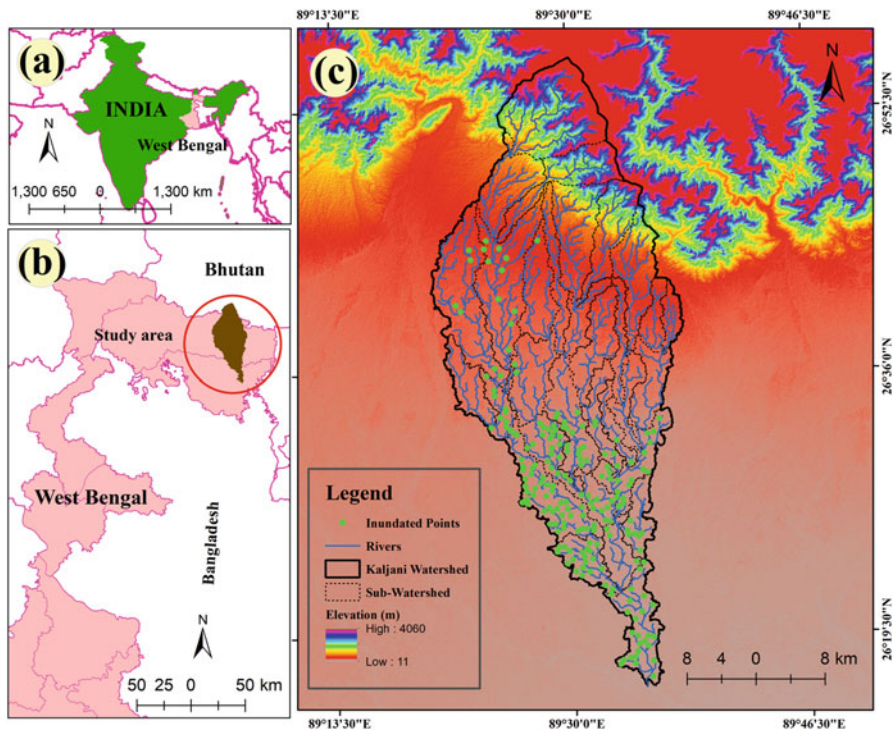 (a)
INDIA
West Bengal
N
1,300 650 0 1,300 km
(b)
Bhutan
Study area
West Bengal
Bangladesh
N
50 25 0 50 km
89°13'30"E 89°30'0"E 89°46'30"E
(c)
N
26°52'30"N
26°36'0"N
26°19'30"N
Legend
Inundated Points
Rivers
Kaljani Watershed
Sub-Watershed
Elevation (m)
High : 4060
Low : 11
8 4 0 8 km
89°13'30"E 89°30'0"E 89°46'30"E